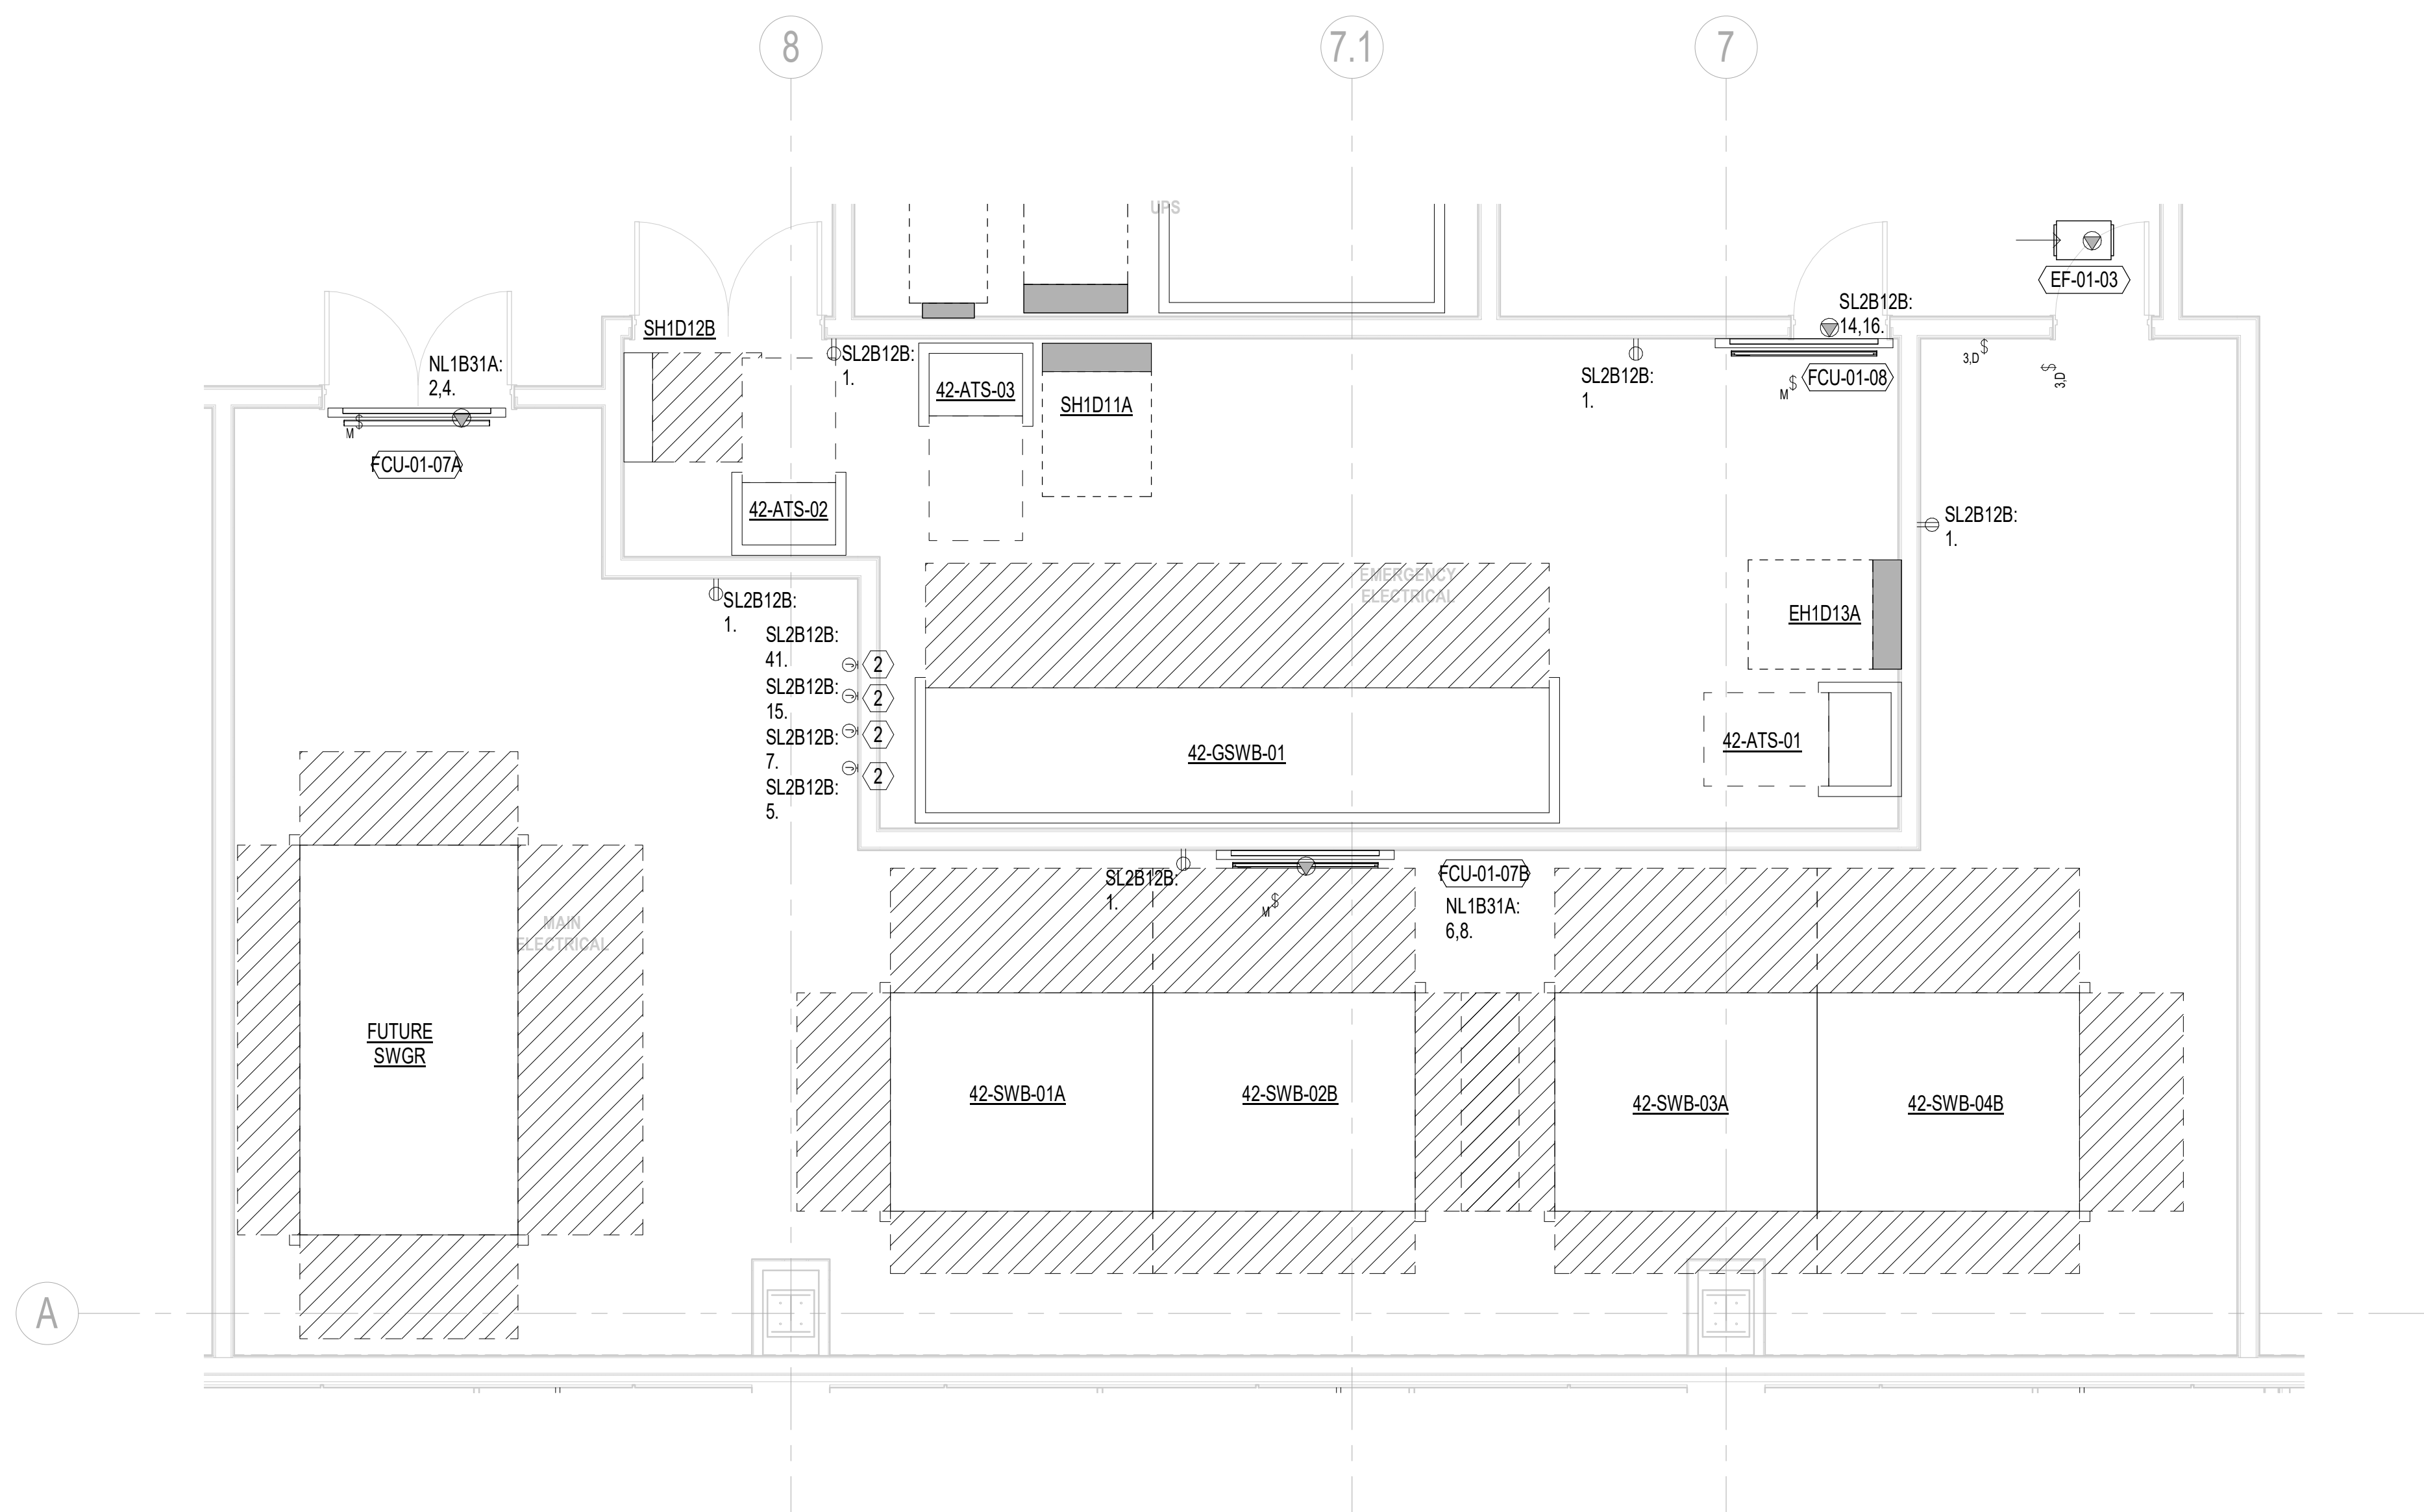 8
7.1
7
UPS
EF-01-03
SL2B12B:
14,16.
SH1D12B
NL1B31A:
2,4.
SL2B12B:
1.
42-ATS-03
SH1D11A
SL2B12B:
1.
M $
FCU-01-08
3,D $
3,D $
M $
FCU-01-07A
42-ATS-02
SL2B12B:
1.
EMERGENCY
ELECTRICAL
SL2B12B:
1.
EH1D13A
SL2B12B:
41.
2
SL2B12B:
15.
2
SL2B12B:
7.
2
SL2B12B:
5.
2
42-GSWB-01
42-ATS-01
SL2B12B:
1.
M $
FCU-01-07B
NL1B31A:
6,8.
MAIN
ELECTRICAL
FUTURE
SWGR
42-SWB-01A
42-SWB-02B
42-SWB-03A
42-SWB-04B
A